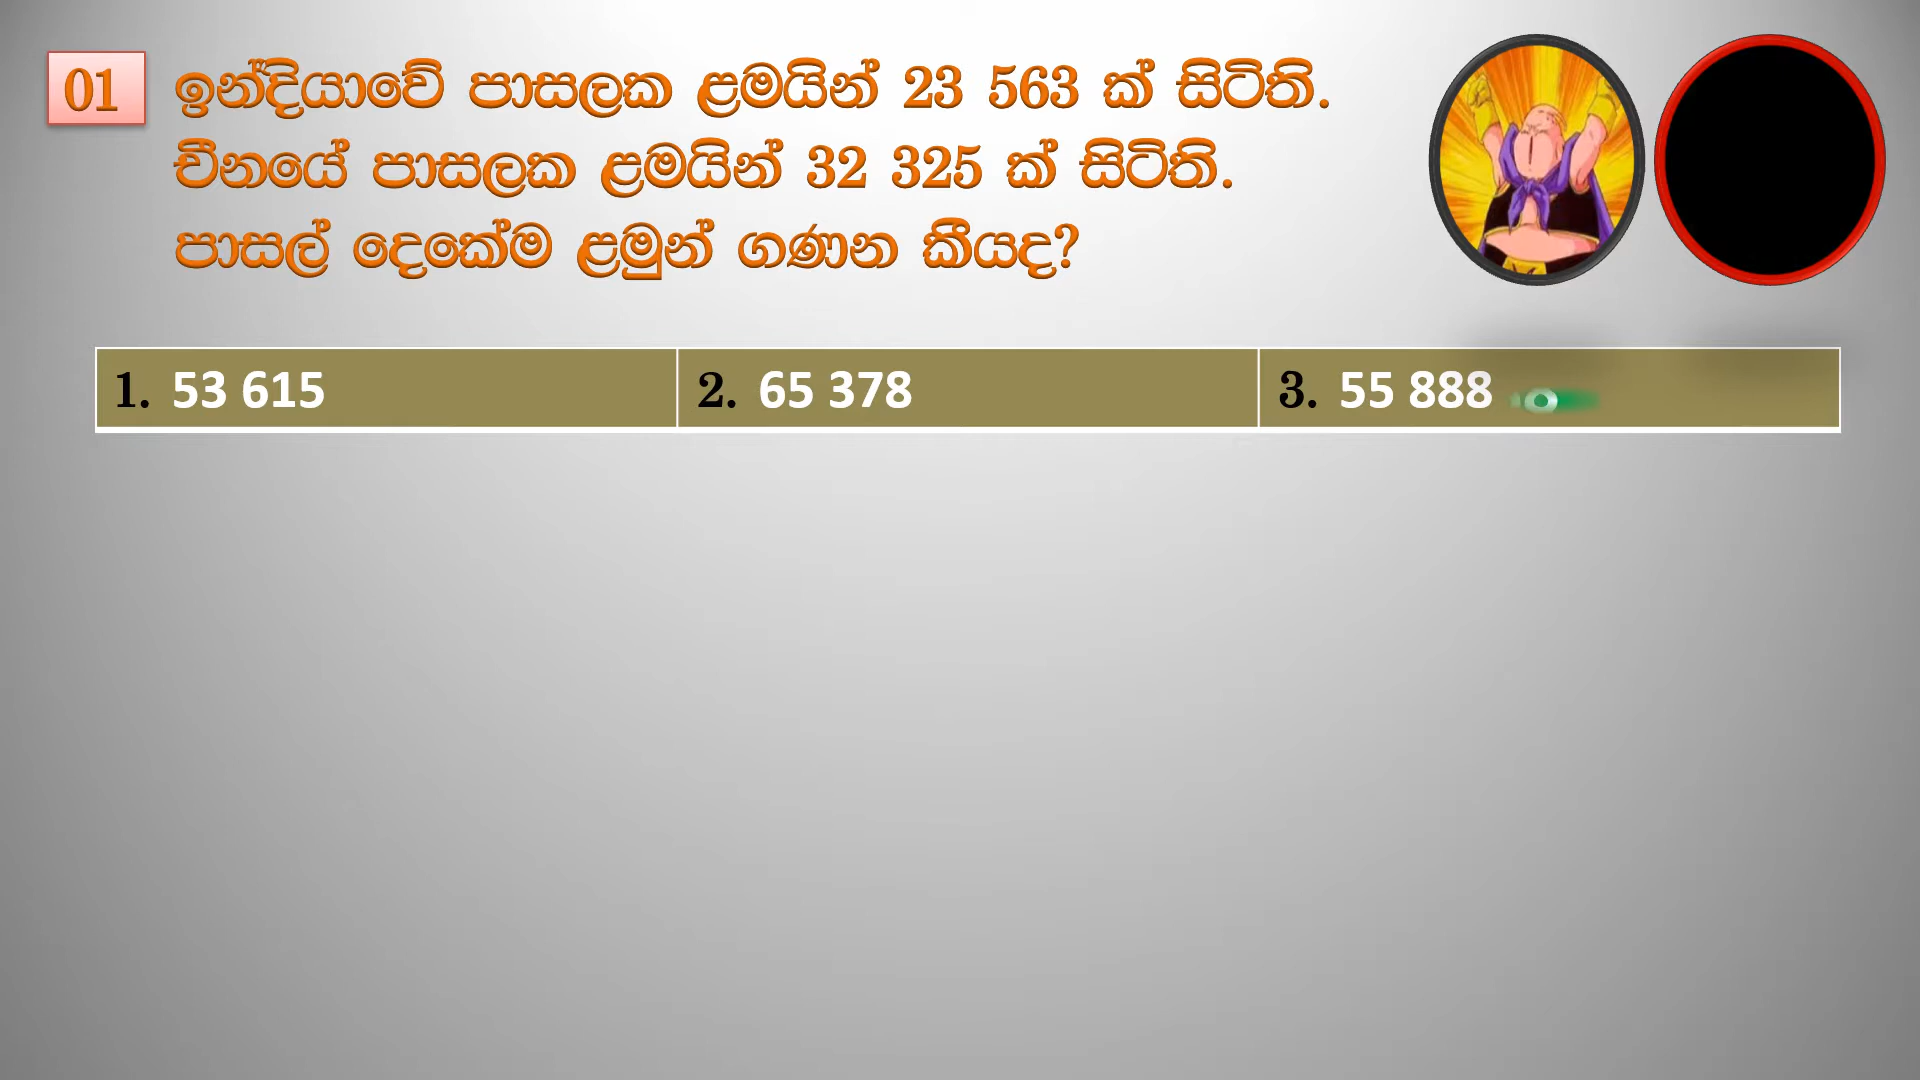 01 ඉන්දියාවේ පාසලක ළමයින් 23 563 ක් සිටිති.
චීනයේ පාසලක ළමයින් 32 325 ක් සිටිති.
පාසල් දෙකේම ළමුන් ගණන කීයද?
1. 53 615 2. 65 378 3. 55 888